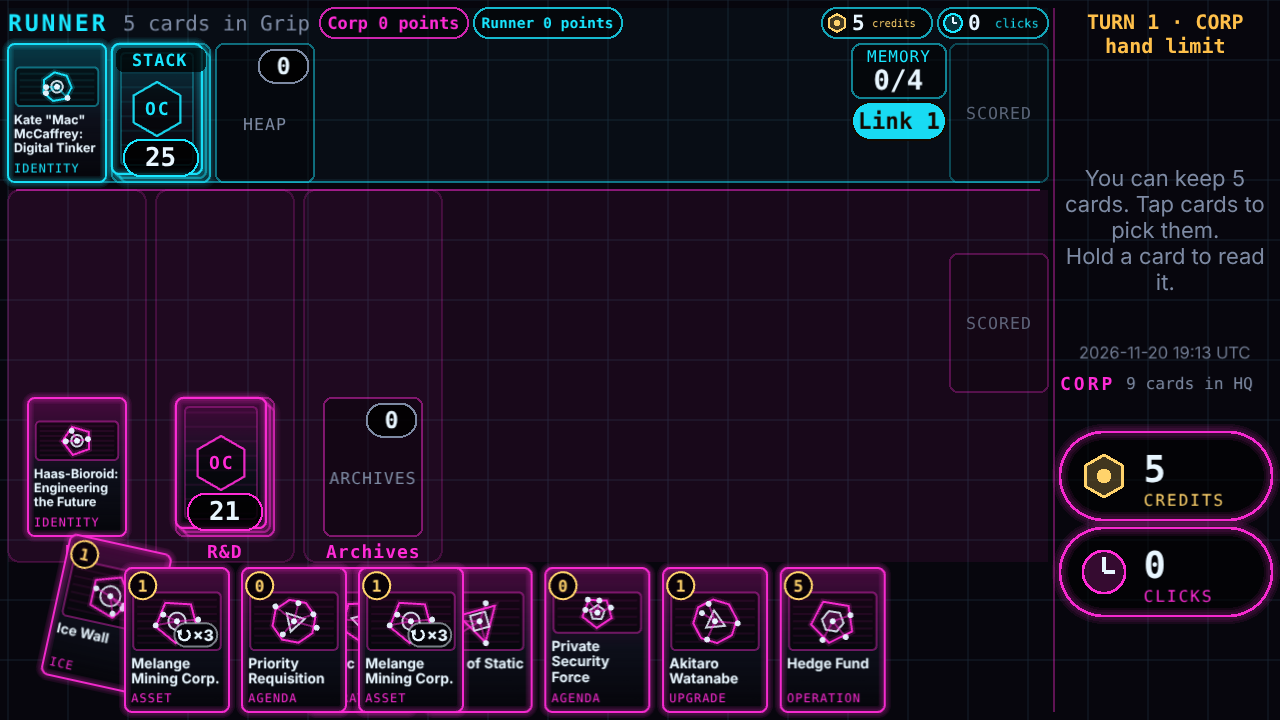 RUNNER 5 cards in Grip
Corp 0 points
Runner 0 points
5 credits
0 clicks
TURN 1 · CORP
hand limit
Kate "Mac"
McCaffrey:
Digital Tinker
IDENTITY
STACK
OC
25
0
HEAP
MEMORY
0/4
Link 1
SCORED
You can keep 5
cards. Tap cards to
pick them.
Hold a card to read
it.
SCORED
2026-11-20 19:13 UTC
CORP 9 cards in HQ
Haas-Bioroid:
Engineering
the Future
IDENTITY
OC
21
R&D
0
ARCHIVES
Archives
5
CREDITS
0
CLICKS
1
Ice Wall
ICE
1
×3
Melange
Mining Corp.
ASSET
0
Priority
Requisition
AGENDA
1
×3
Melange
Mining Corp.
ASSET
of Static
0
Private
Security
Force
AGENDA
1
Akitaro
Watanabe
UPGRADE
5
Hedge Fund
OPERATION